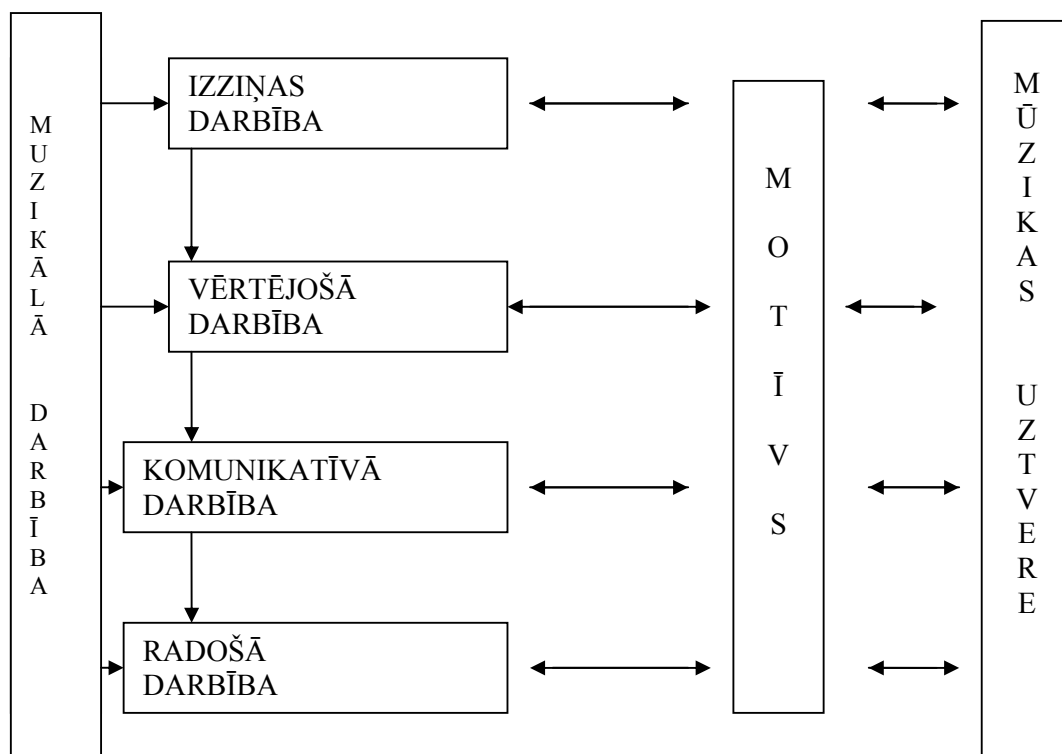 MUZIKĀLĀ DARBĪBA
IZZIŅAS
DARBĪBA
VĒRTĒJOŠĀ
DARBĪBA
KOMUNIKATĪVĀ
DARBĪBA
RADOŠĀ
DARBĪBA
MOTĪVS
MŪZIKAS UZTVERE